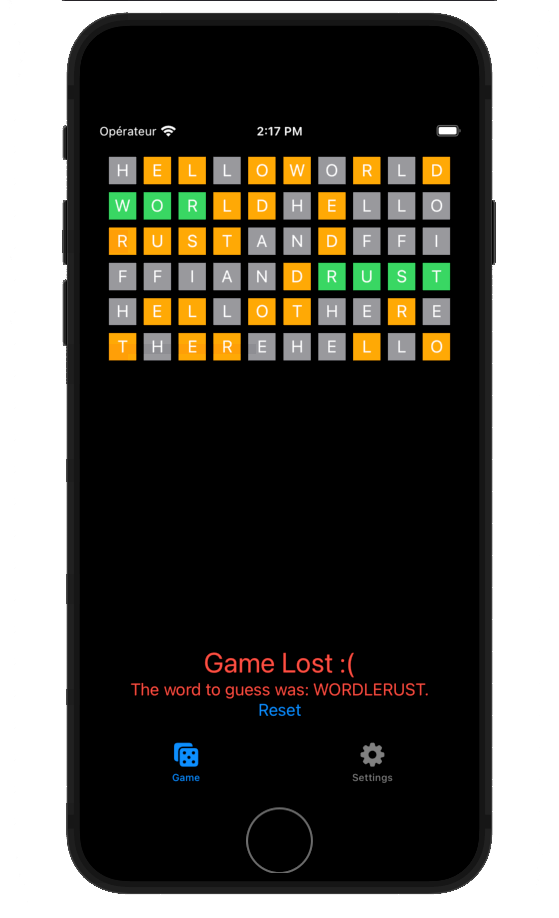 Opérateur 2:17 PM
H E L L O W O R L D
W O R L D H E L L O
R U S T A N D F F I
F F I A N D R U S T
H E L L O T H E R E
T H E R E H E L L O
Game Lost :(
The word to guess was: WORDLERUST.
Reset
Game Settings